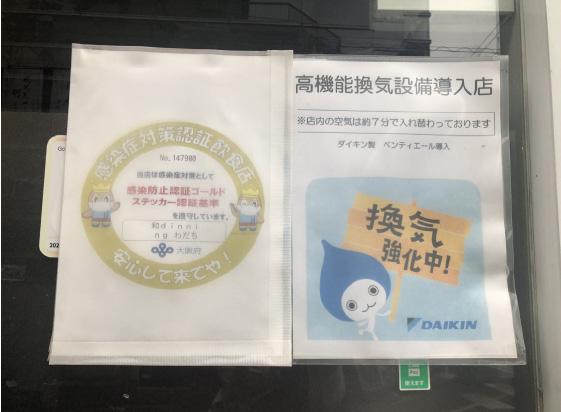 感染症対策認証飲食店
No.147980
当店は感染症対策として
感染防止認証ゴールド
ステッカー認証基準
を遵守しています。
和dinni
ng わだち
大阪府
安心して来てや！
高機能換気設備導入店
※店内の空気は約7分で入れ替わっております
ダイキン製 ベンティエール導入
換気
強化中!
DAIKIN
Go
202
使えます